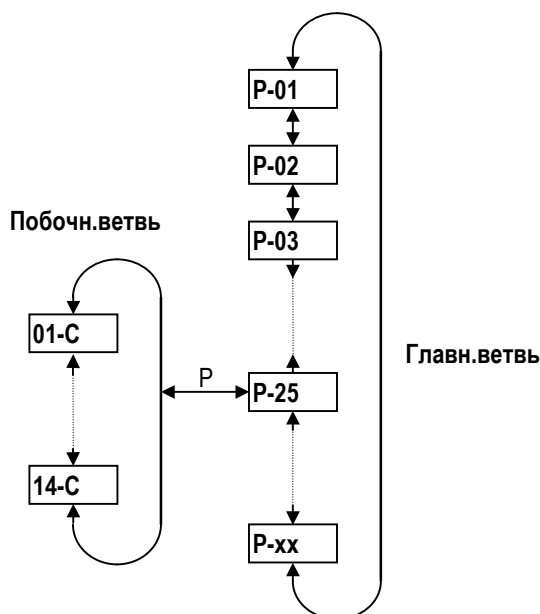 P-01
P-02
P-03
Побочн.ветвь
01-C
Главн.ветвь
P
P-25
14-C
P-xx